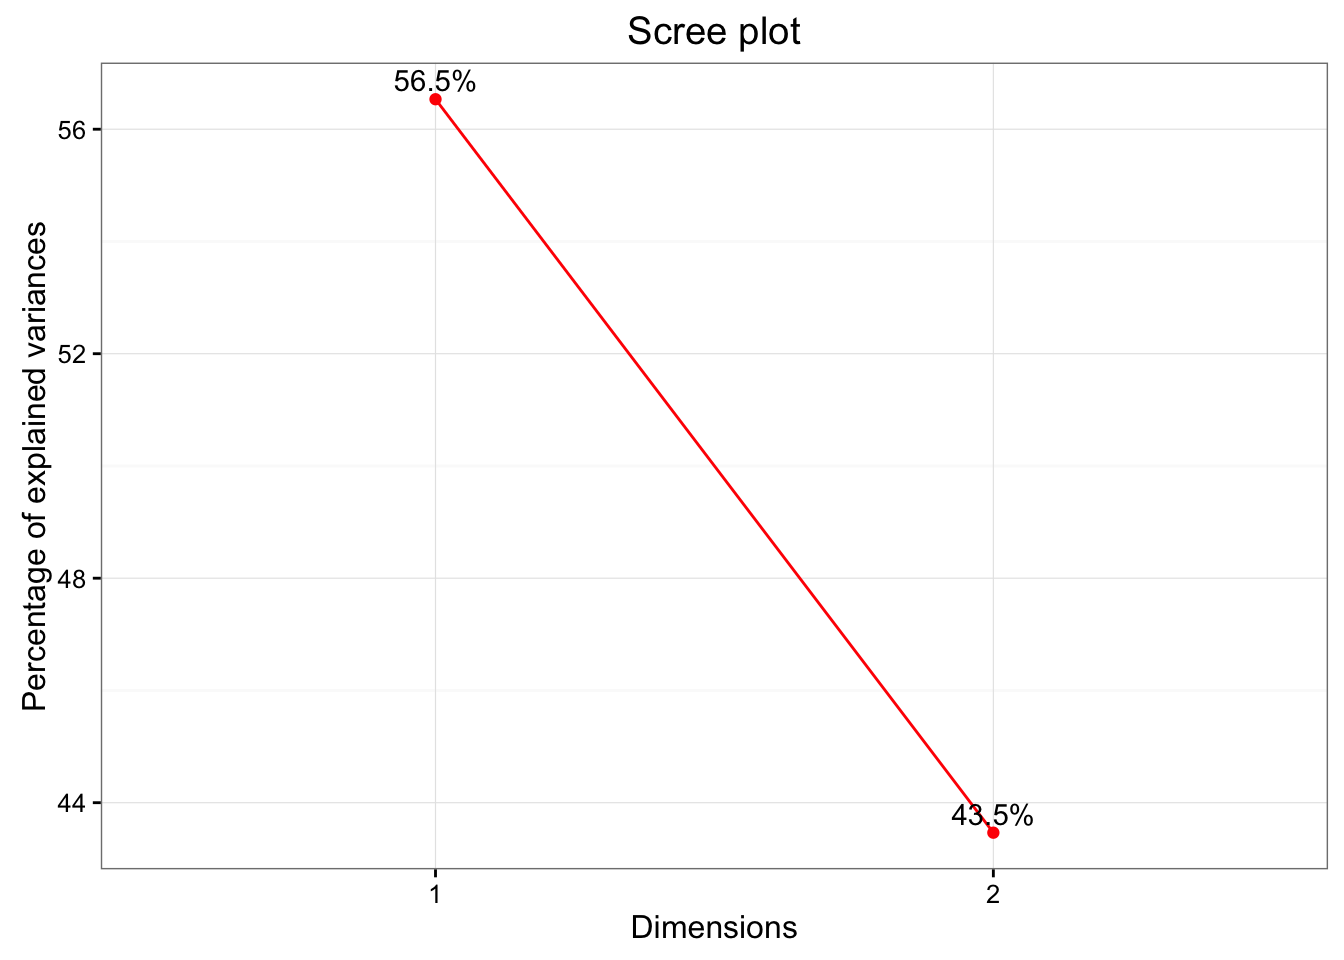 Scree plot
56.5%
56
52
48
44
43.5%
1
2
Dimensions
Percentage of explained variances